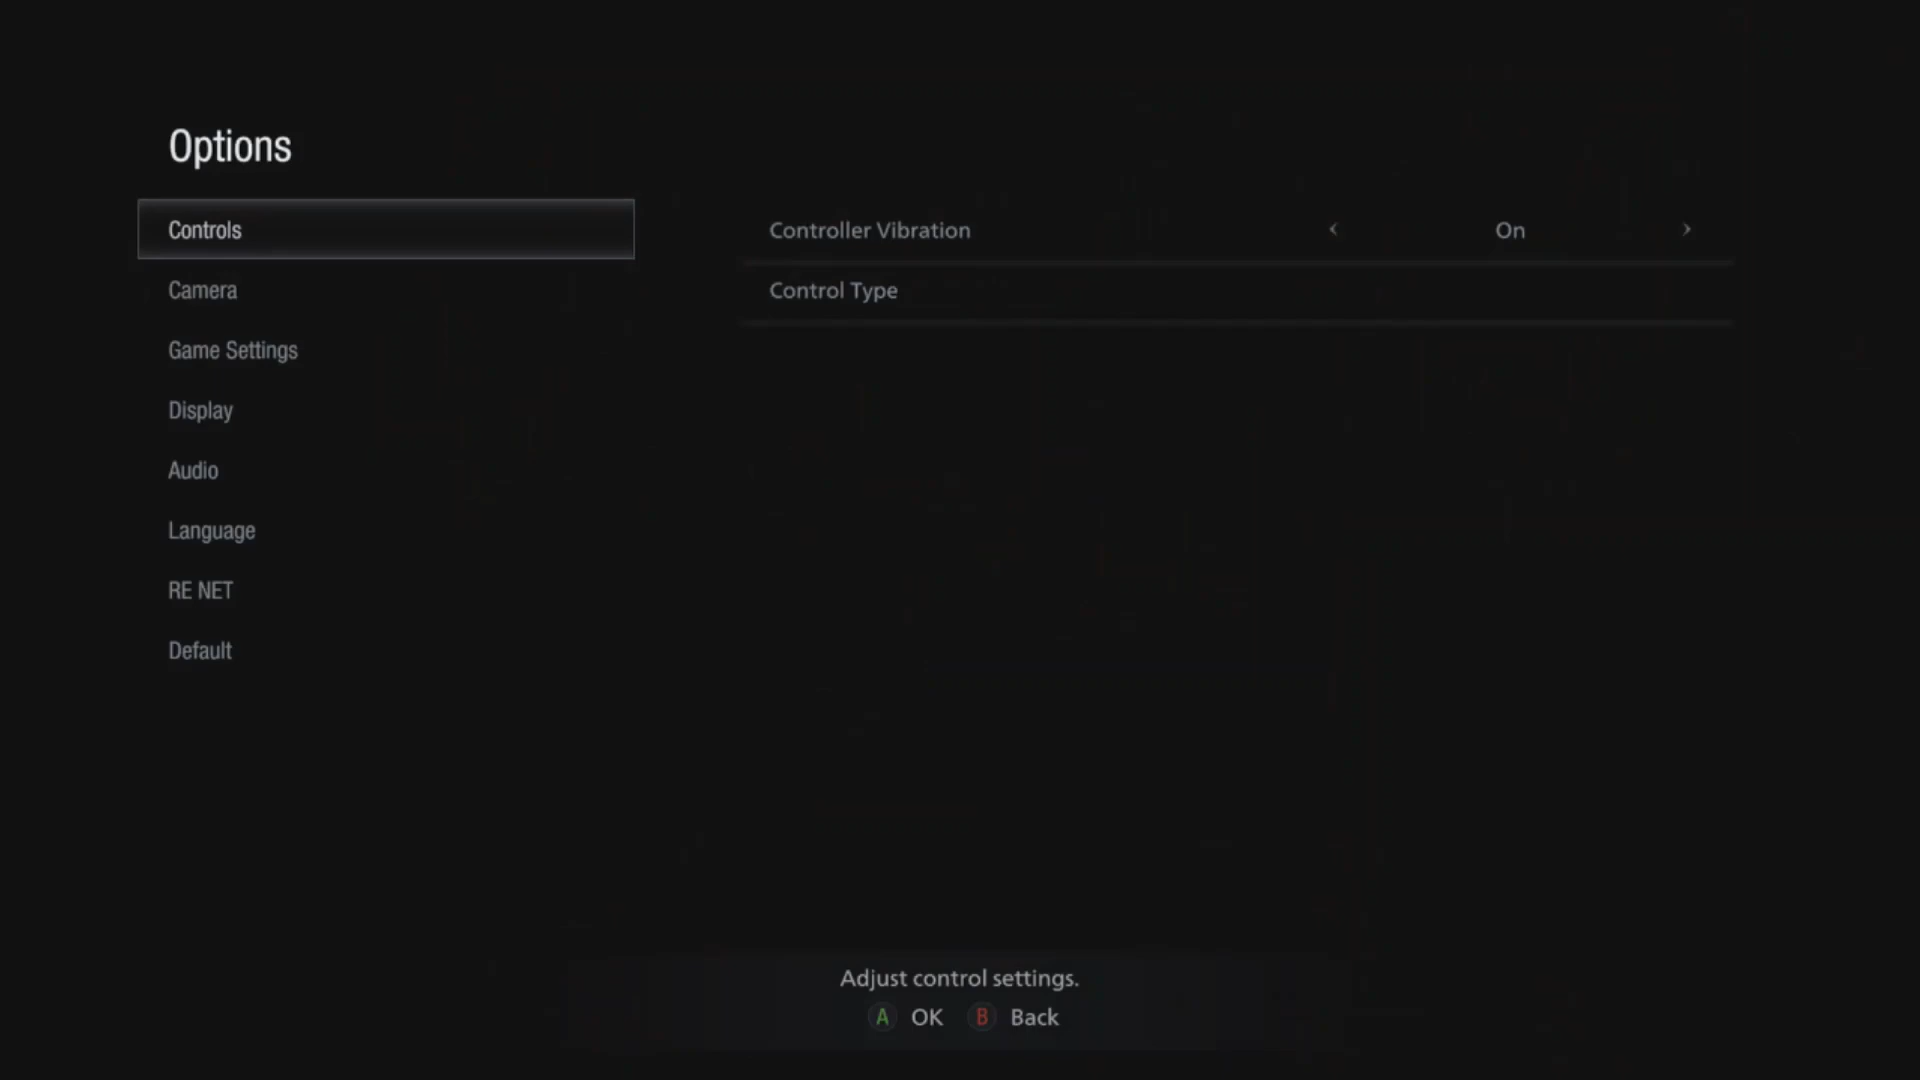 Options
Controls
Controller Vibration < On >
Camera
Control Type
Game Settings
Display
Audio
Language
RE NET
Default
Adjust control settings.
A OK B Back